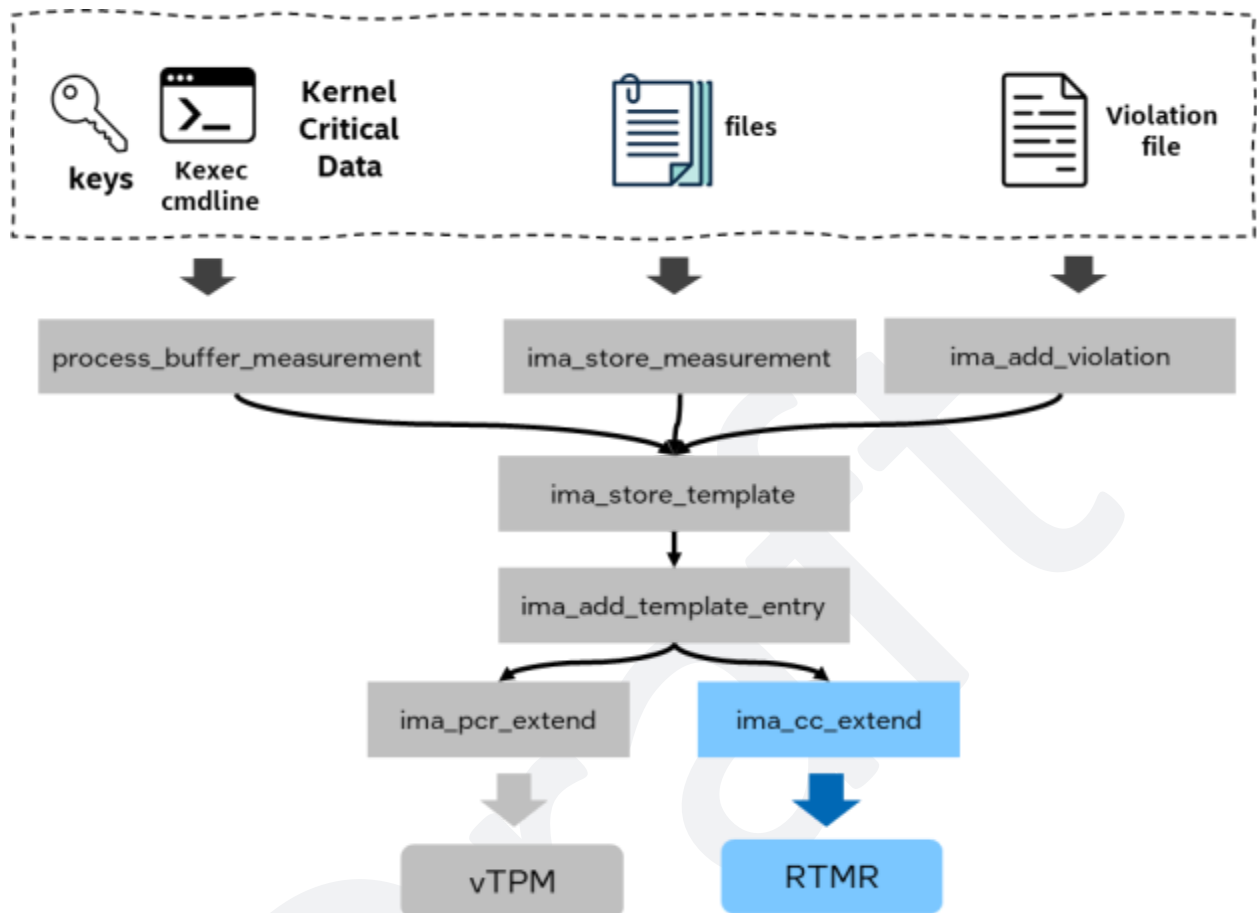 keys
Kexec
cmdline
Kernel
Critical
Data
files
Violation
file
process_buffer_measurement
ima_store_measurement
ima_add_violation
ima_store_template
ima_add_template_entry
ima_pcr_extend
ima_cc_extend
vTPM
RTMR